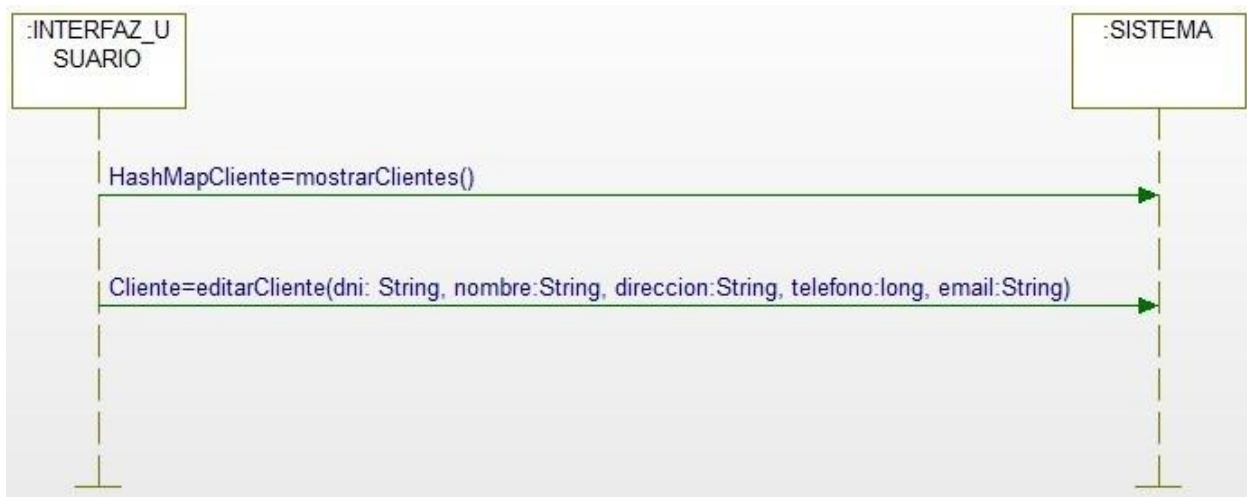 :INTERFAZ_U
SUARIO
:SISTEMA
HashMapCliente=mostrarClientes()
Cliente=editarCliente(dni: String, nombre:String, direccion:String, telefono:long, email:String)